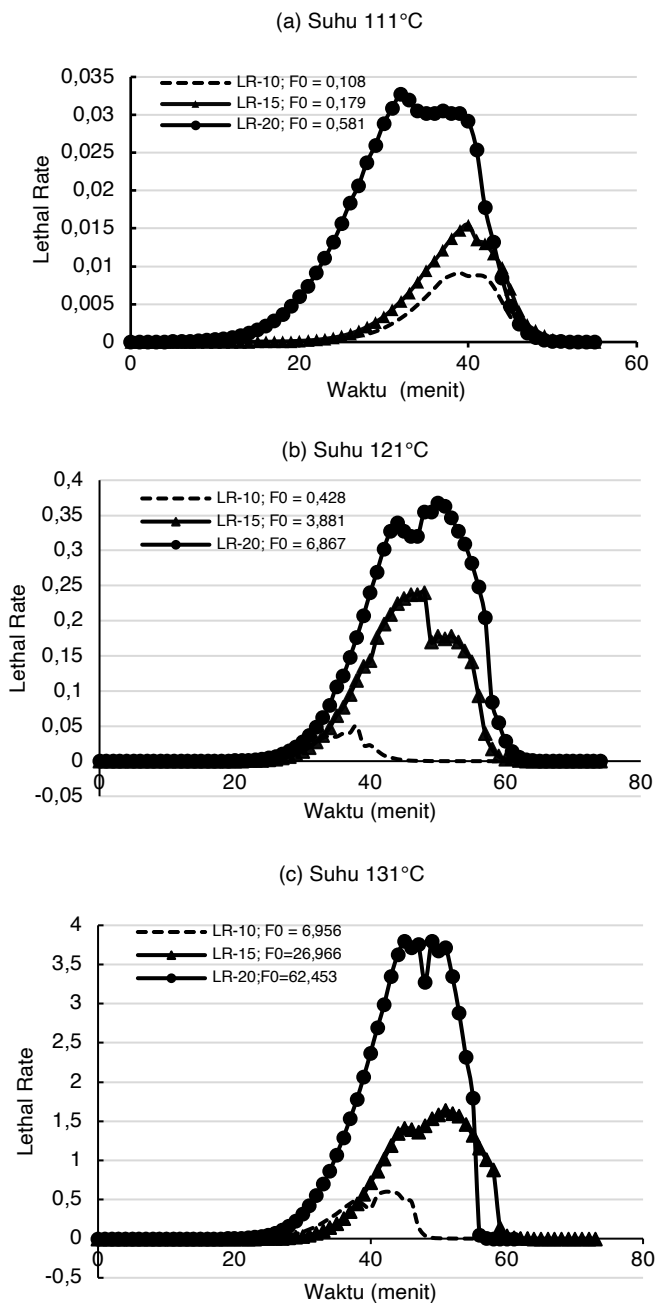 (a) Suhu 111°C
0,035
0,03
0,025
0,02
0,015
0,01
0,005
0
Lethal Rate
LR-10; F0 = 0,108
LR-15; F0 = 0,179
LR-20; F0 = 0,581
0
20
40
60
Waktu (menit)
(b) Suhu 121°C
0,4
0,35
0,3
0,25
0,2
0,15
0,1
0,05
0
-0,05
Lethal Rate
LR-10; F0 = 0,428
LR-15; F0 = 3,881
LR-20; F0 = 6,867
0
20
40
60
80
Waktu (menit)
(c) Suhu 131°C
4
3,5
3
2,5
2
1,5
1
0,5
0
-0,5
Lethal Rate
LR-10; F0 = 6,956
LR-15; F0=26,966
LR-20;F0=62,453
0
20
40
60
80
Waktu (menit)